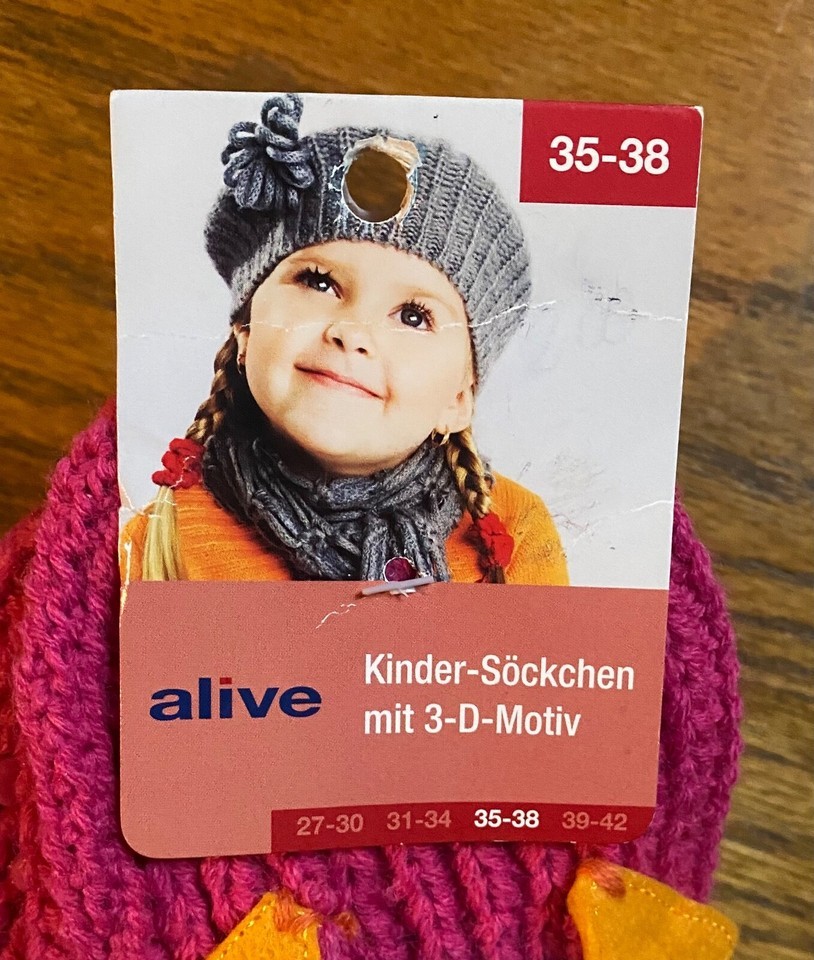 35-38
alive
Kinder-Söckchen
mit 3-D-Motiv
27-30 31-34 35-38 39-42